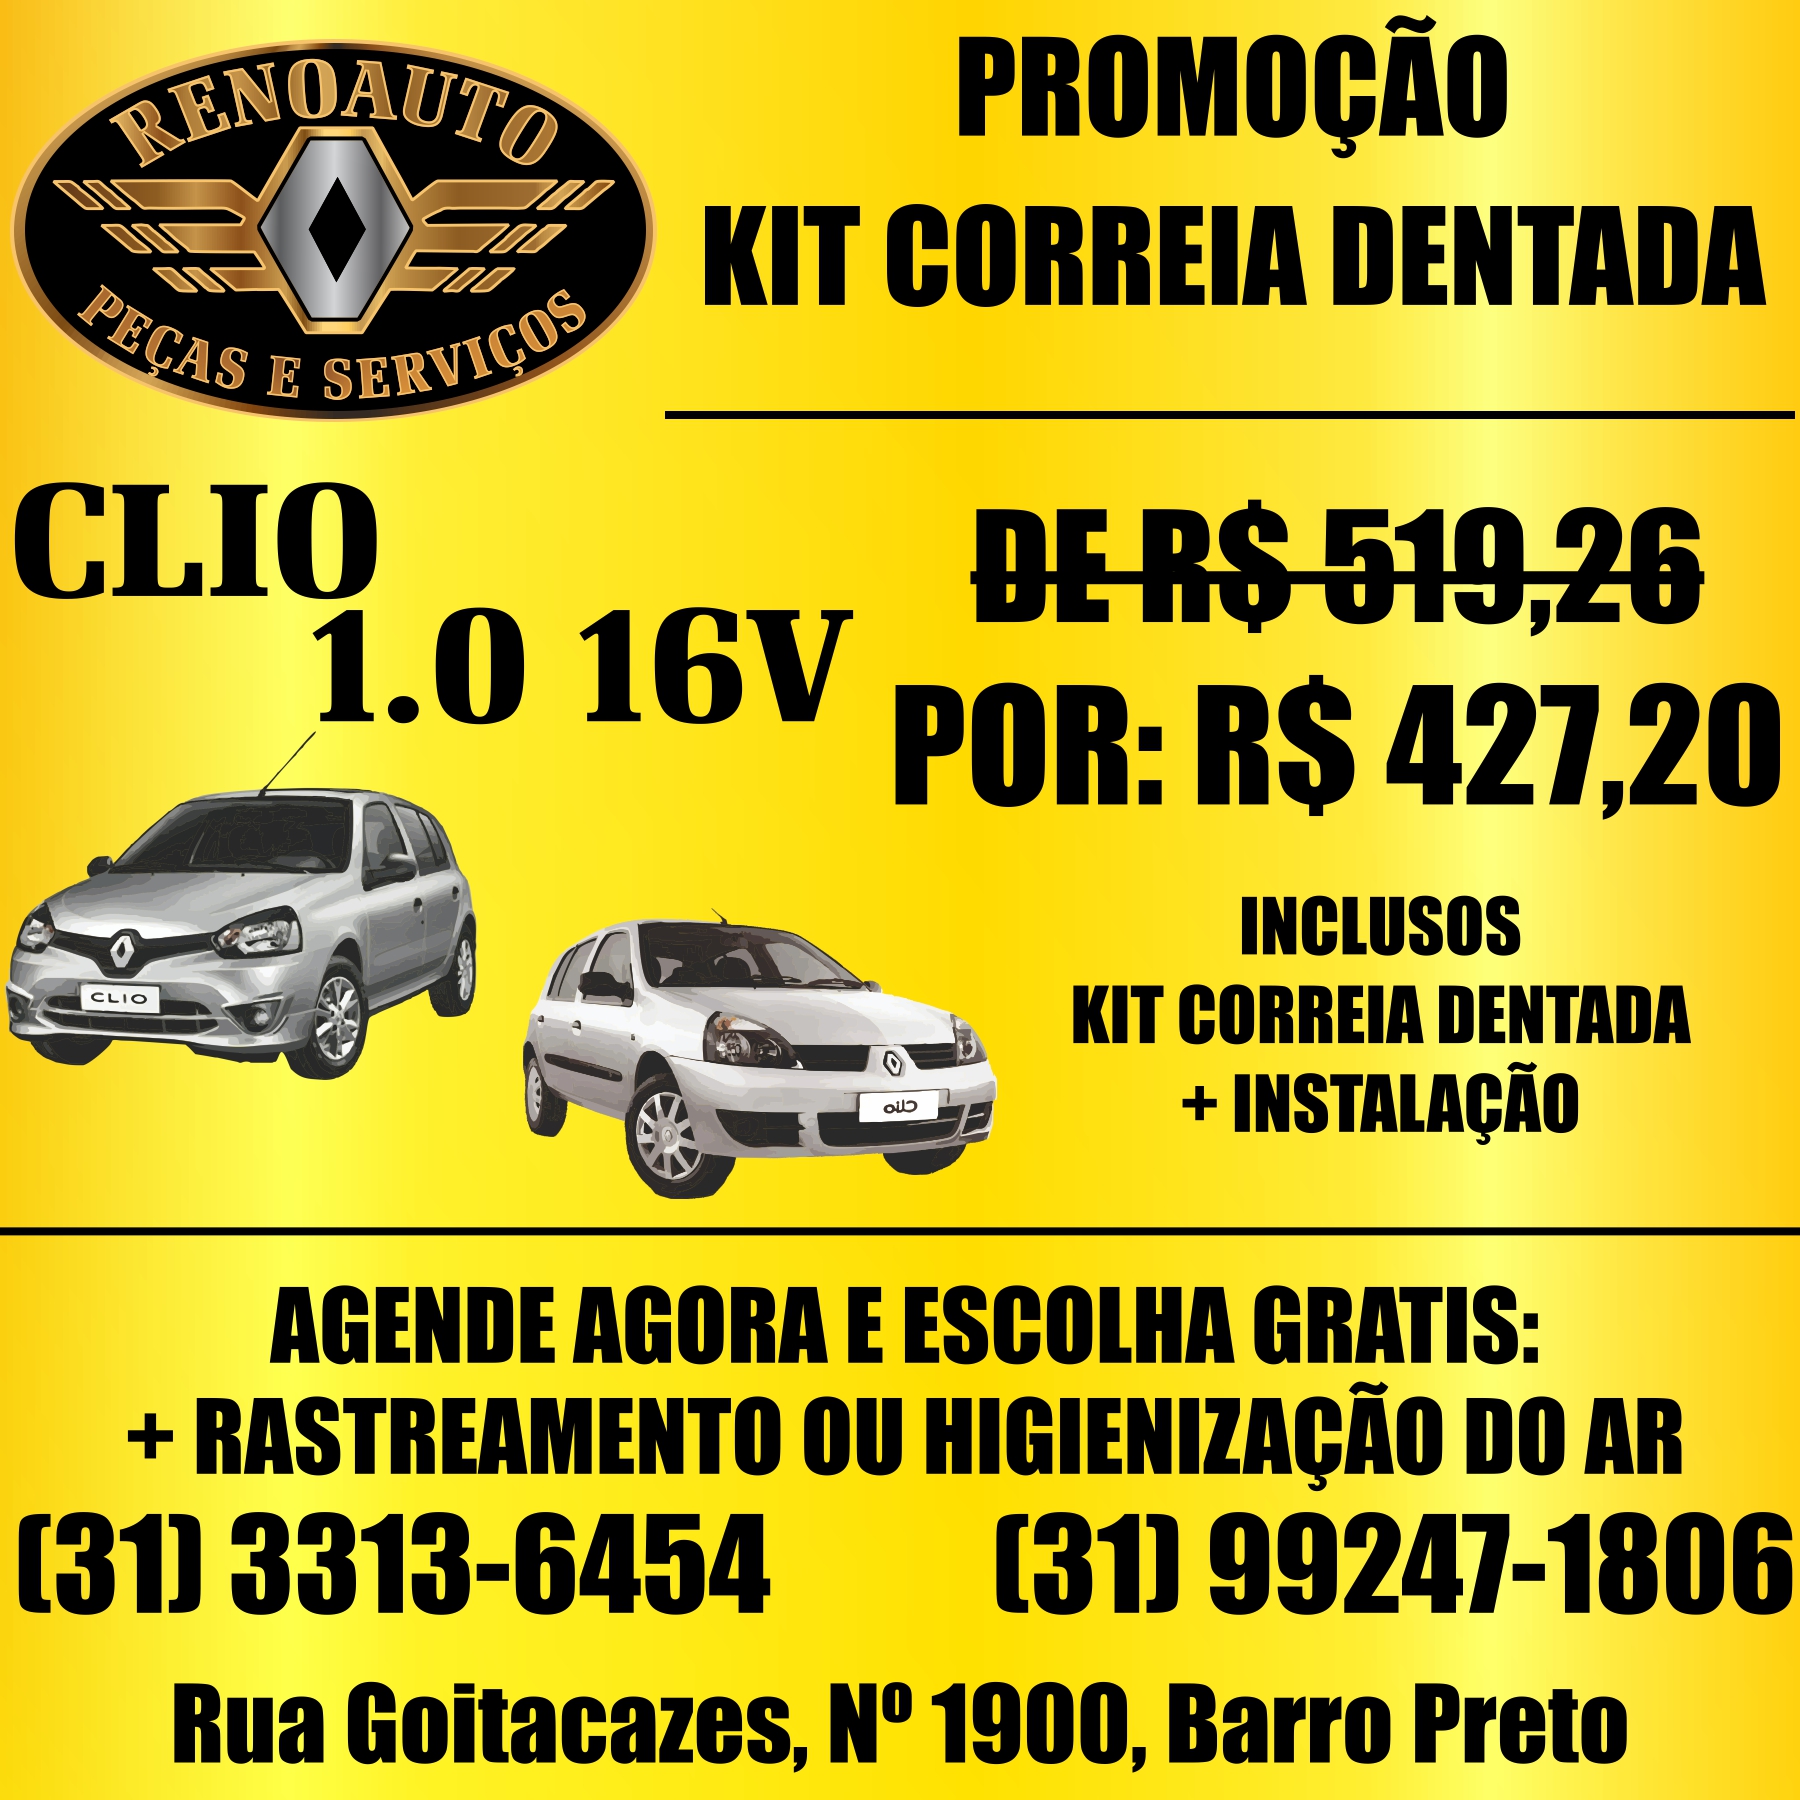 RENOAUTO
PEÇAS E SERVIÇOS
PROMOÇÃO
KIT CORREIA DENTADA
CLIO
1.0 16V
DE R$ 519,26
POR: R$ 427,20
CLIO
clio
INCLUSOS
KIT CORREIA DENTADA
+ INSTALAÇÃO
AGENDE AGORA E ESCOLHA GRATIS:
+ RASTREAMENTO OU HIGIENIZAÇÃO DO AR
(31) 3313-6454
(31) 99247-1806
Rua Goitacazes, Nº 1900, Barro Preto